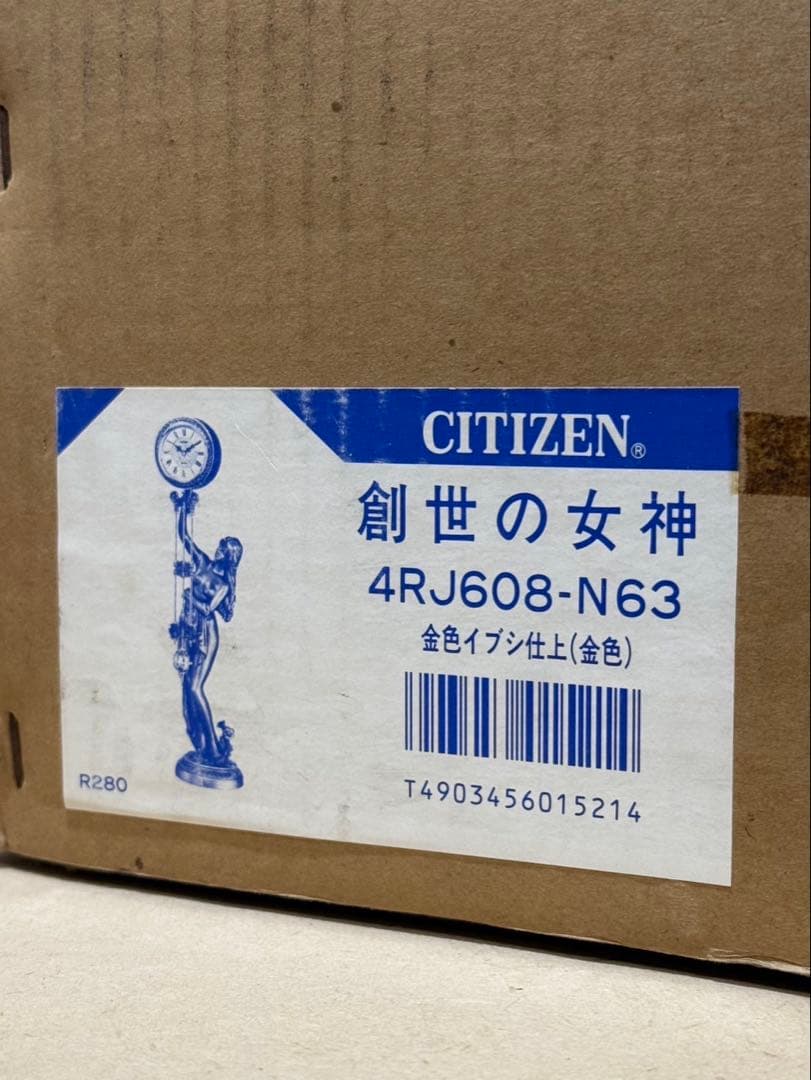 CITIZEN®
創世の女神
4RJ608-N63
金色イブシ仕上(金色)
T4903456015214
R280